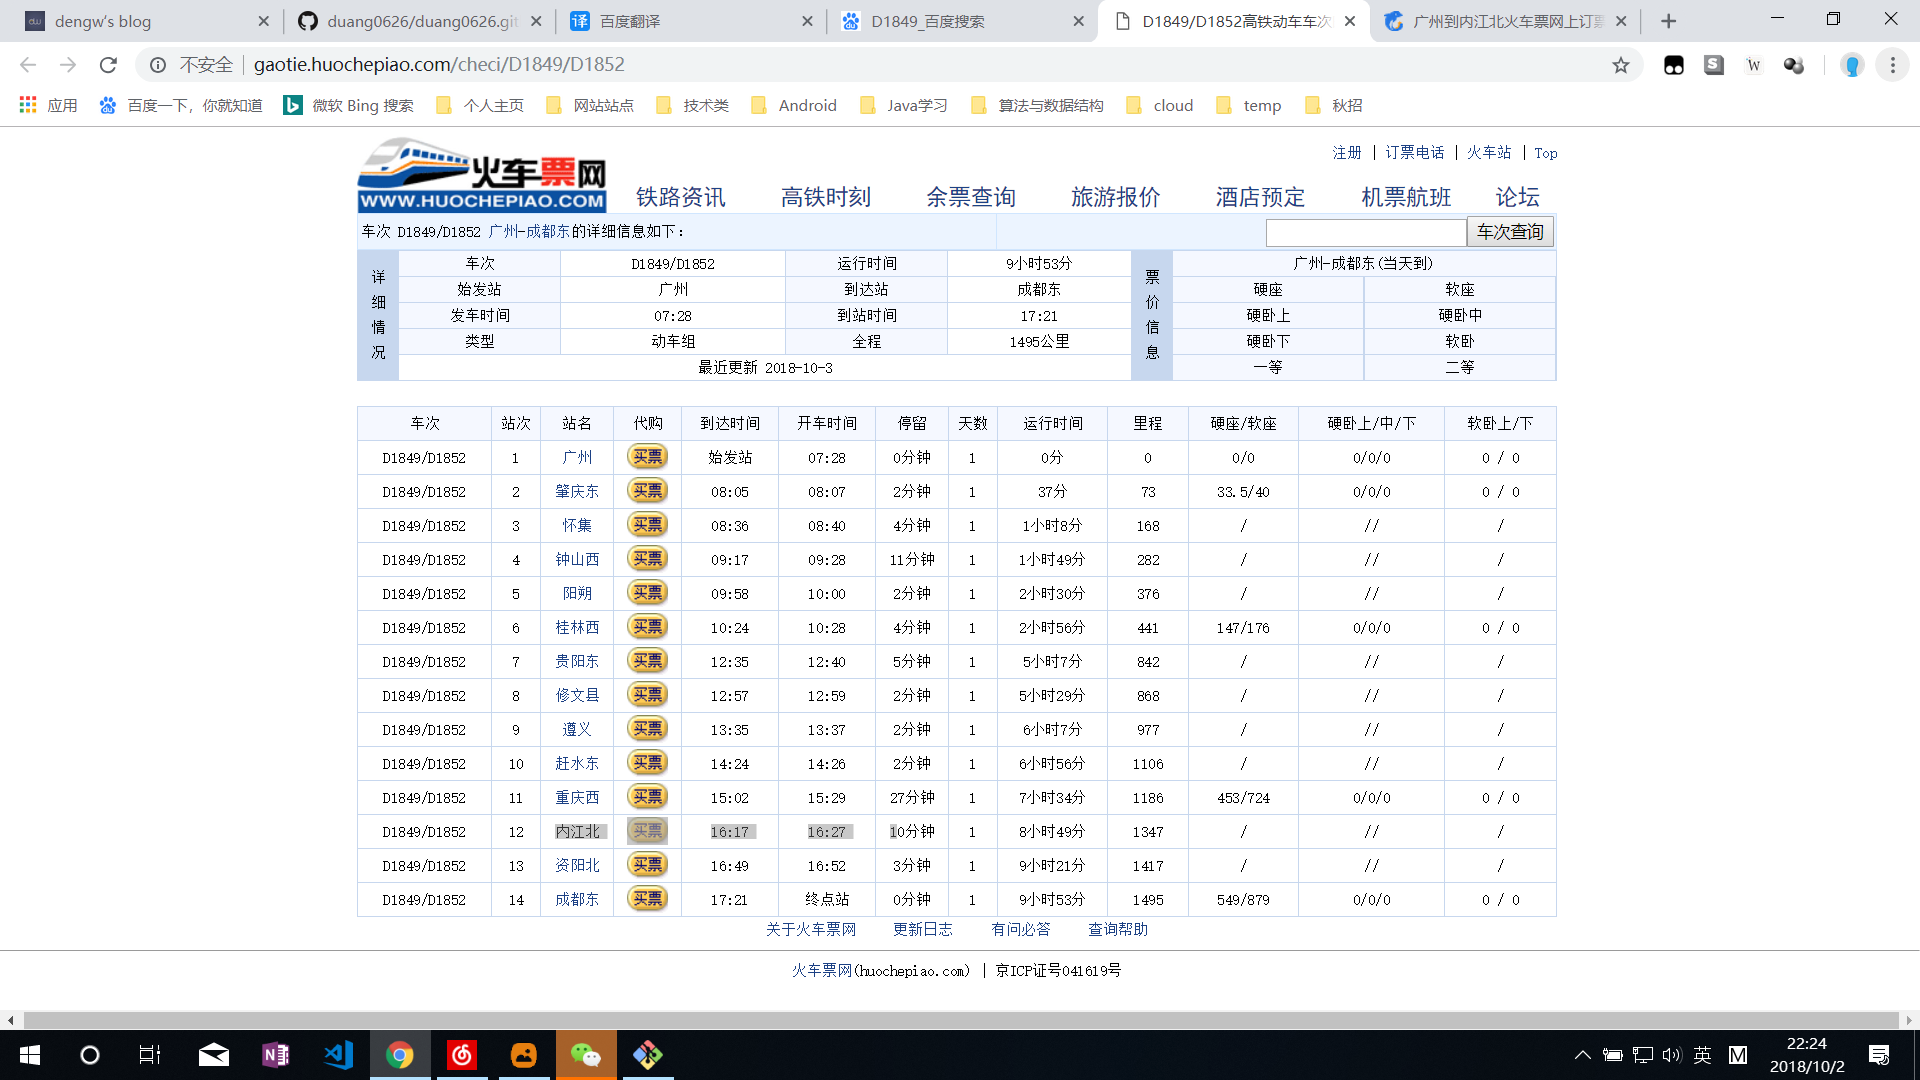 dengw's blog
duang0626/duang0626.git
百度翻译
D1849_百度搜索
D1849/D1852高铁动车车次
广州到内江北火车票网上订票
不安全 gaotie.huochepiao.com/checi/D1849/D1852
应用 百度一下，你就知道 微软 Bing 搜索 个人主页 网站站点 技术类 Android Java学习 算法与数据结构 cloud temp 秋招
火车票网
WWW.HUOCHEPIAO.COM
注册 | 订票电话 | 火车站 | Top
铁路资讯 高铁时刻 余票查询 旅游报价 酒店预定 机票航班 论坛
车次 D1849/D1852 广州-成都东的详细信息如下： 车次查询
详细情况
车次 D1849/D1852 运行时间 9小时53分
始发站 广州 到达站 成都东
发车时间 07:28 到站时间 17:21
类型 动车组 全程 1495公里
最近更新 2018-10-3
票价信息
广州-成都东(当天到)
硬座 软座
硬卧上 硬卧中
硬卧下 软卧
一等 二等
车次 站次 站名 代购 到达时间 开车时间 停留 天数 运行时间 里程 硬座/软座 硬卧上/中/下 软卧上/下
D1849/D1852 1 广州 买票 始发站 07:28 0分钟 1 0分 0 0/0 0/0/0 0 / 0
D1849/D1852 2 肇庆东 买票 08:05 08:07 2分钟 1 37分 73 33.5/40 0/0/0 0 / 0
D1849/D1852 3 怀集 买票 08:36 08:40 4分钟 1 1小时8分 168 / // /
D1849/D1852 4 钟山西 买票 09:17 09:28 11分钟 1 1小时49分 282 / // /
D1849/D1852 5 阳朔 买票 09:58 10:00 2分钟 1 2小时30分 376 / // /
D1849/D1852 6 桂林西 买票 10:24 10:28 4分钟 1 2小时56分 441 147/176 0/0/0 0 / 0
D1849/D1852 7 贵阳东 买票 12:35 12:40 5分钟 1 5小时7分 842 / // /
D1849/D1852 8 修文县 买票 12:57 12:59 2分钟 1 5小时29分 868 / // /
D1849/D1852 9 遵义 买票 13:35 13:37 2分钟 1 6小时7分 977 / // /
D1849/D1852 10 赶水东 买票 14:24 14:26 2分钟 1 6小时56分 1106 / // /
D1849/D1852 11 重庆西 买票 15:02 15:29 27分钟 1 7小时34分 1186 453/724 0/0/0 0 / 0
D1849/D1852 12 内江北 买票 16:17 16:27 10分钟 1 8小时49分 1347 / // /
D1849/D1852 13 资阳北 买票 16:49 16:52 3分钟 1 9小时21分 1417 / // /
D1849/D1852 14 成都东 买票 17:21 终点站 0分钟 1 9小时53分 1495 549/879 0/0/0 0 / 0
关于火车票网 更新日志 有问必答 查询帮助
火车票网(huochepiao.com) | 京ICP证号041619号
英 M
22:24
2018/10/2